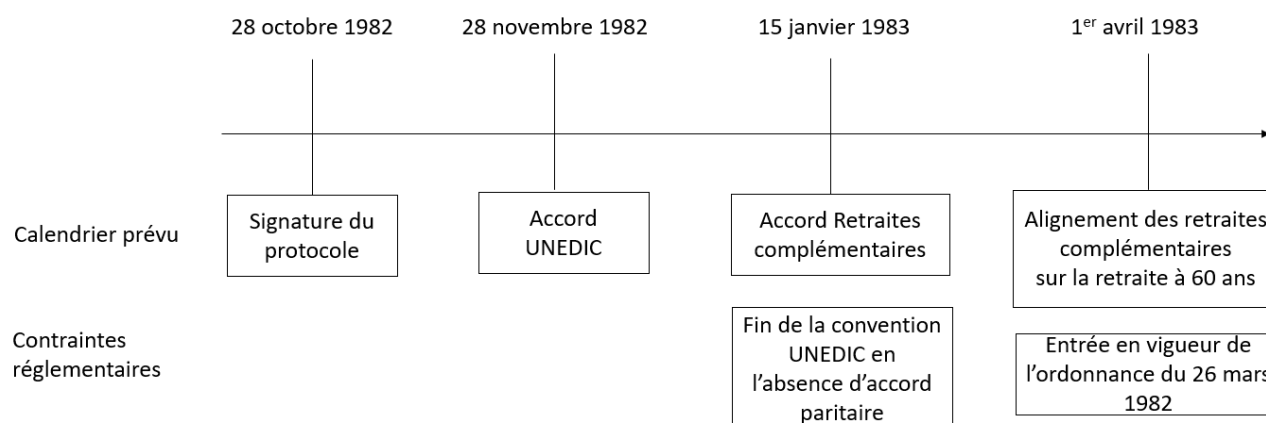 28 octobre 1982
28 novembre 1982
15 janvier 1983
1er avril 1983
Calendrier prévu
Signature du
protocole
Accord
UNEDIC
Accord Retraites
complémentaires
Alignement des retraites
complémentaires
sur la retraite à 60 ans
Contraintes
réglementaires
Fin de la convention
UNEDIC en
l'absence d'accord
paritaire
Entrée en vigueur de
l'ordonnance du 26 mars
1982